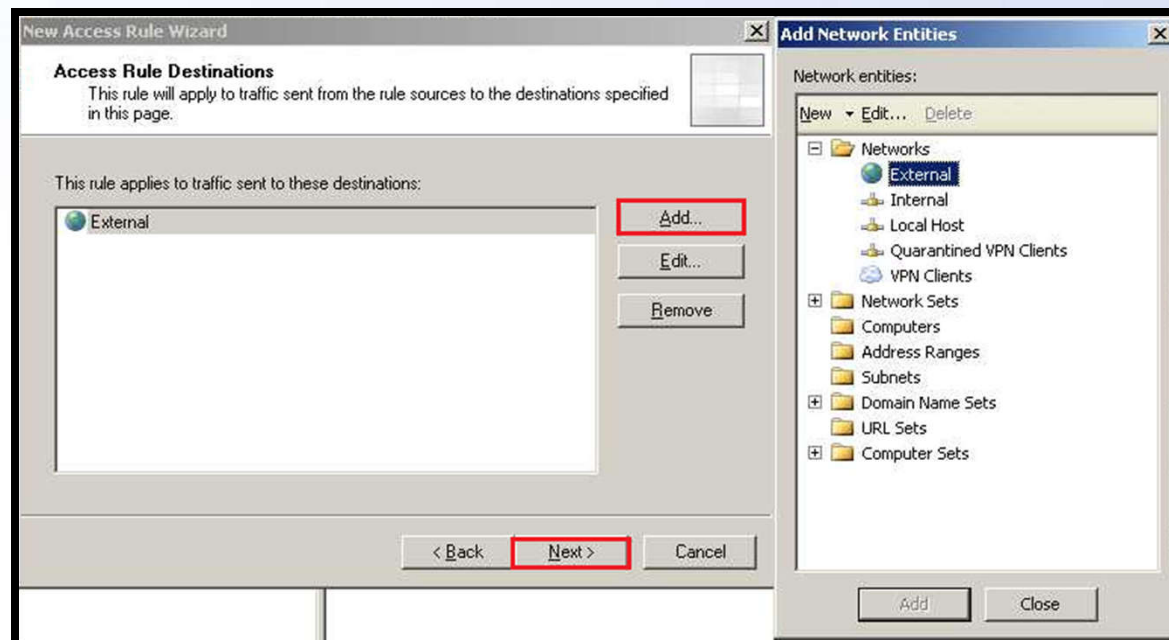 New Access Rule Wizard
Access Rule Destinations
This rule will apply to traffic sent from the rule sources to the destinations specified
in this page.
This rule applies to traffic sent to these destinations:
External
Add...
Edit...
Remove
< Back
Next >
Cancel
Add Network Entities
Network entities:
New Edit... Delete
Networks
External
Internal
Local Host
Quarantined VPN Clients
VPN Clients
Network Sets
Computers
Address Ranges
Subnets
Domain Name Sets
URL Sets
Computer Sets
Add
Close